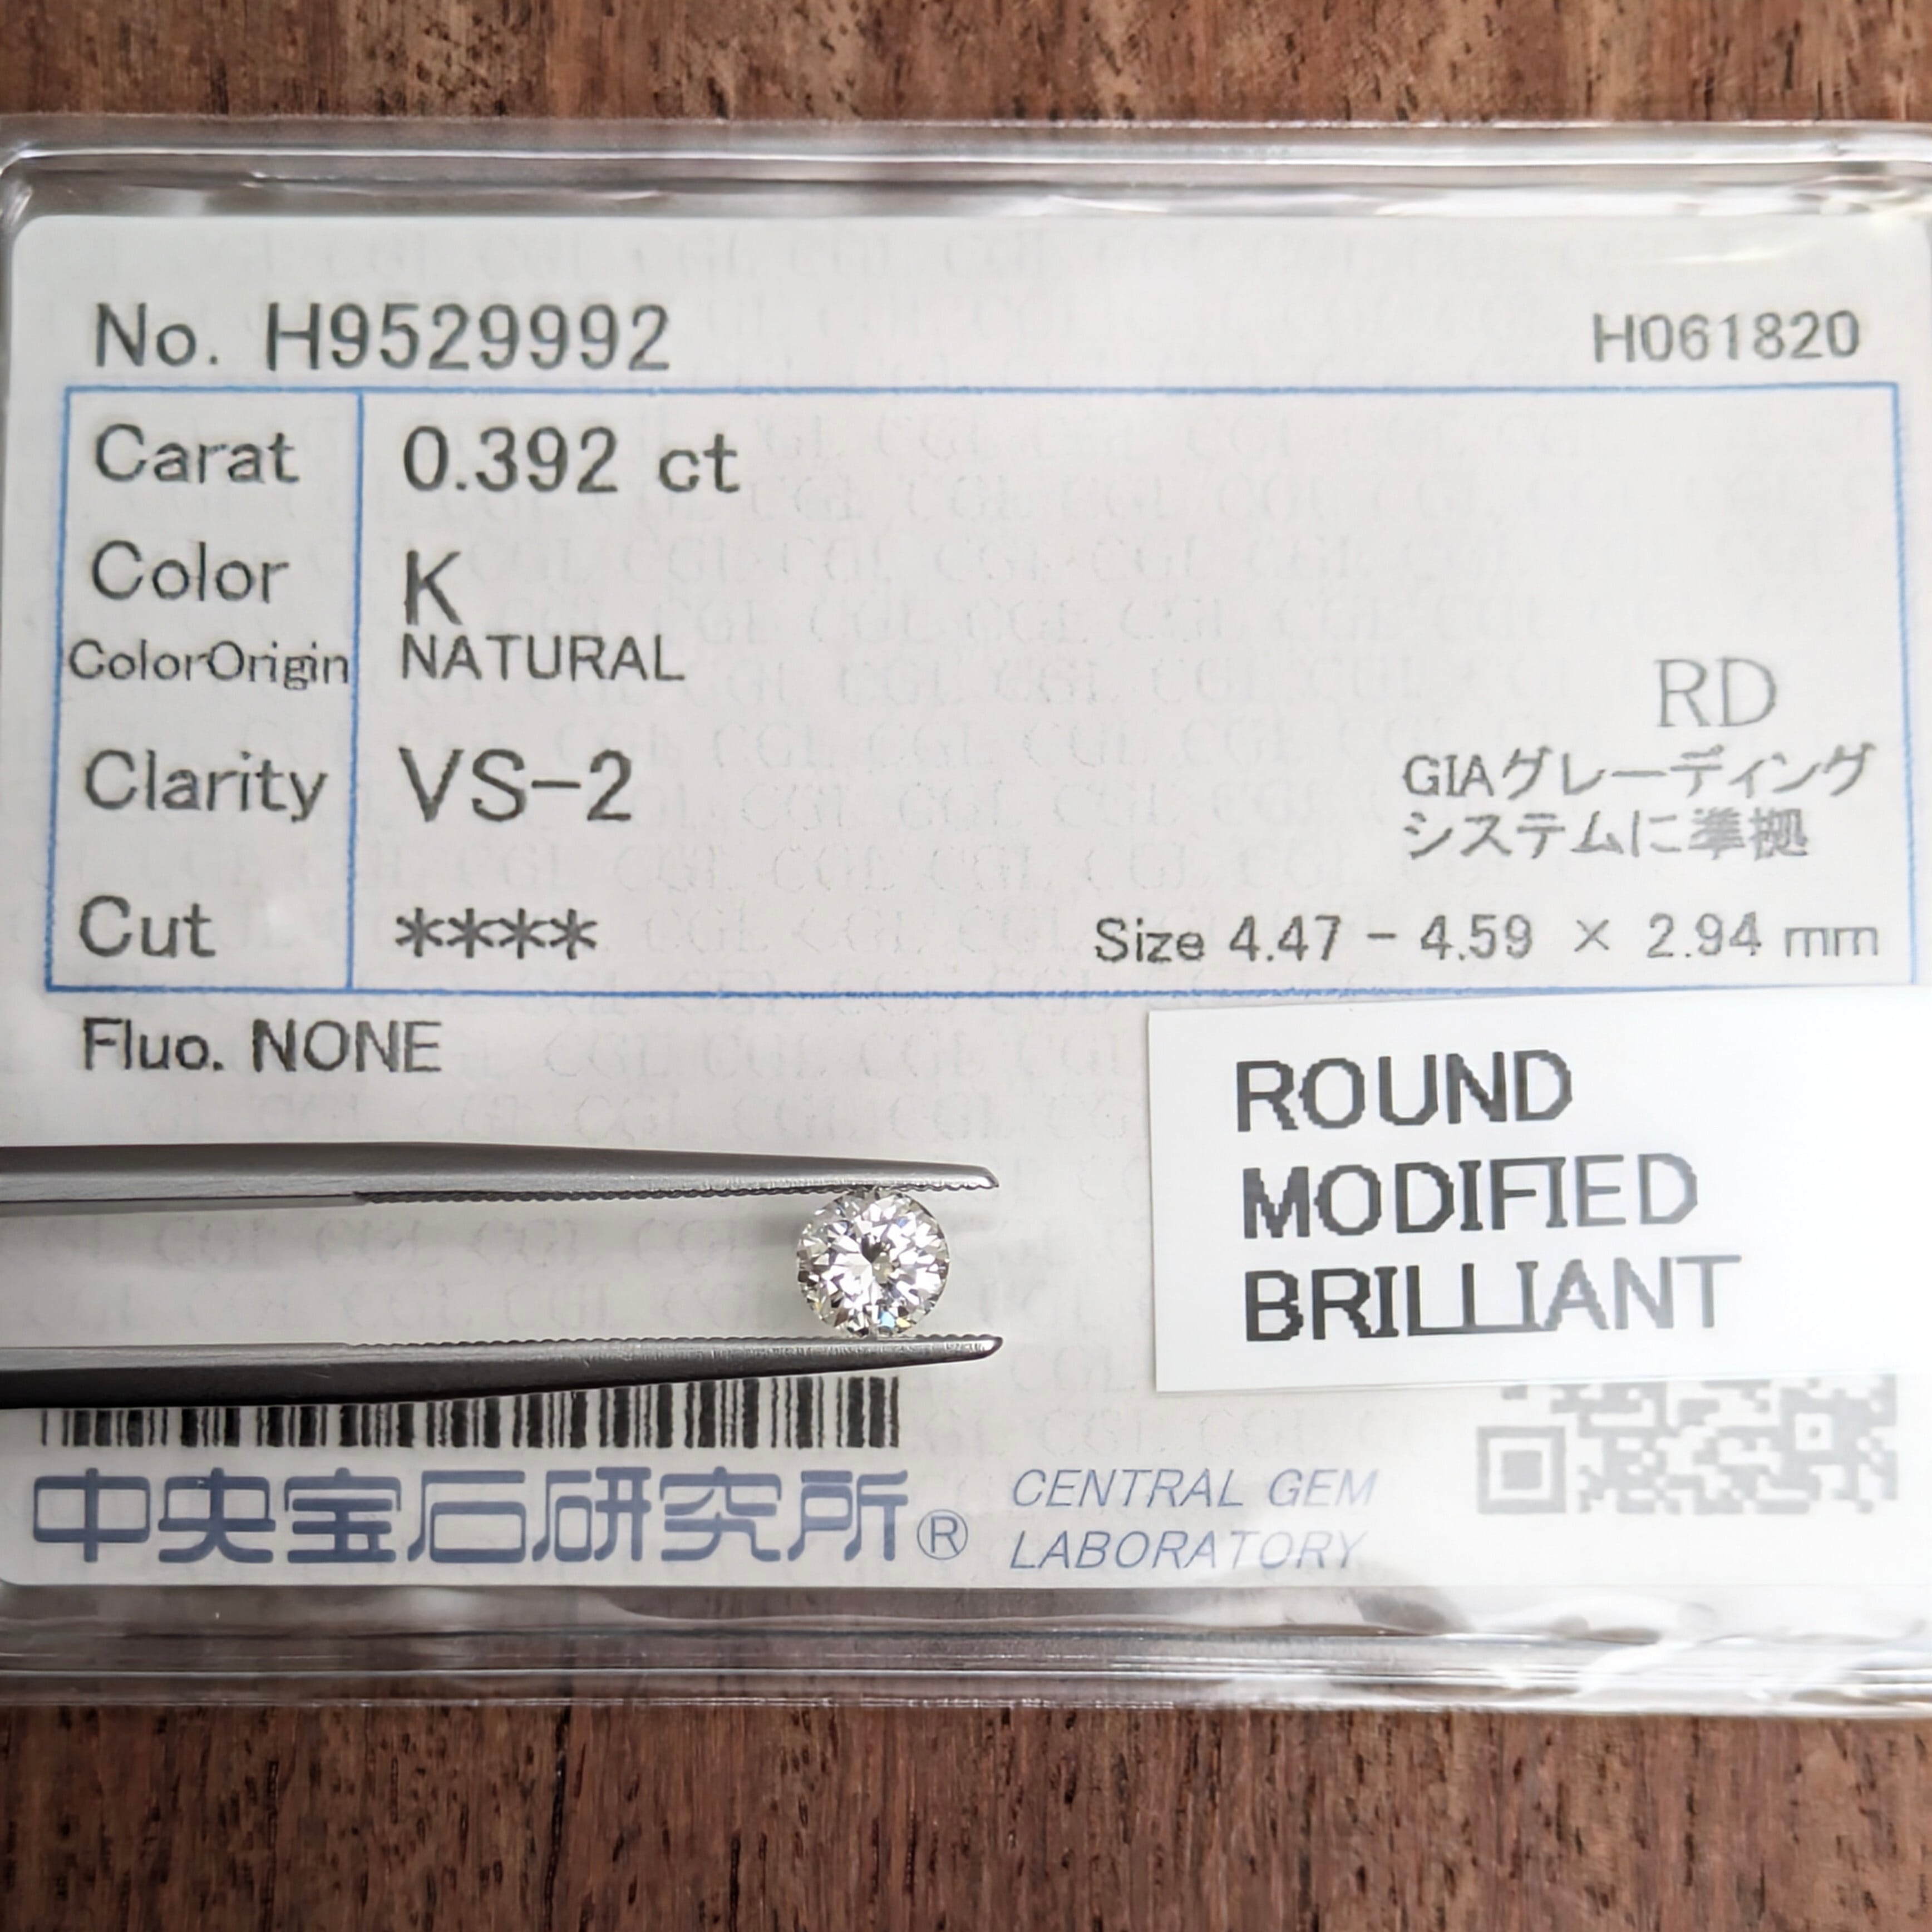 No. H9529992
H061820
Carat 0.392 ct
Color K
ColorOrigin NATURAL
RD
Clarity VS-2
GIAグレーディング
システムに準拠
Cut ****
Size 4.47 - 4.59 × 2.94 mm
Fluo. NONE
ROUND
MODIFIED
BRILLIANT
中央宝石研究所®
CENTRAL GEM
LABORATORY